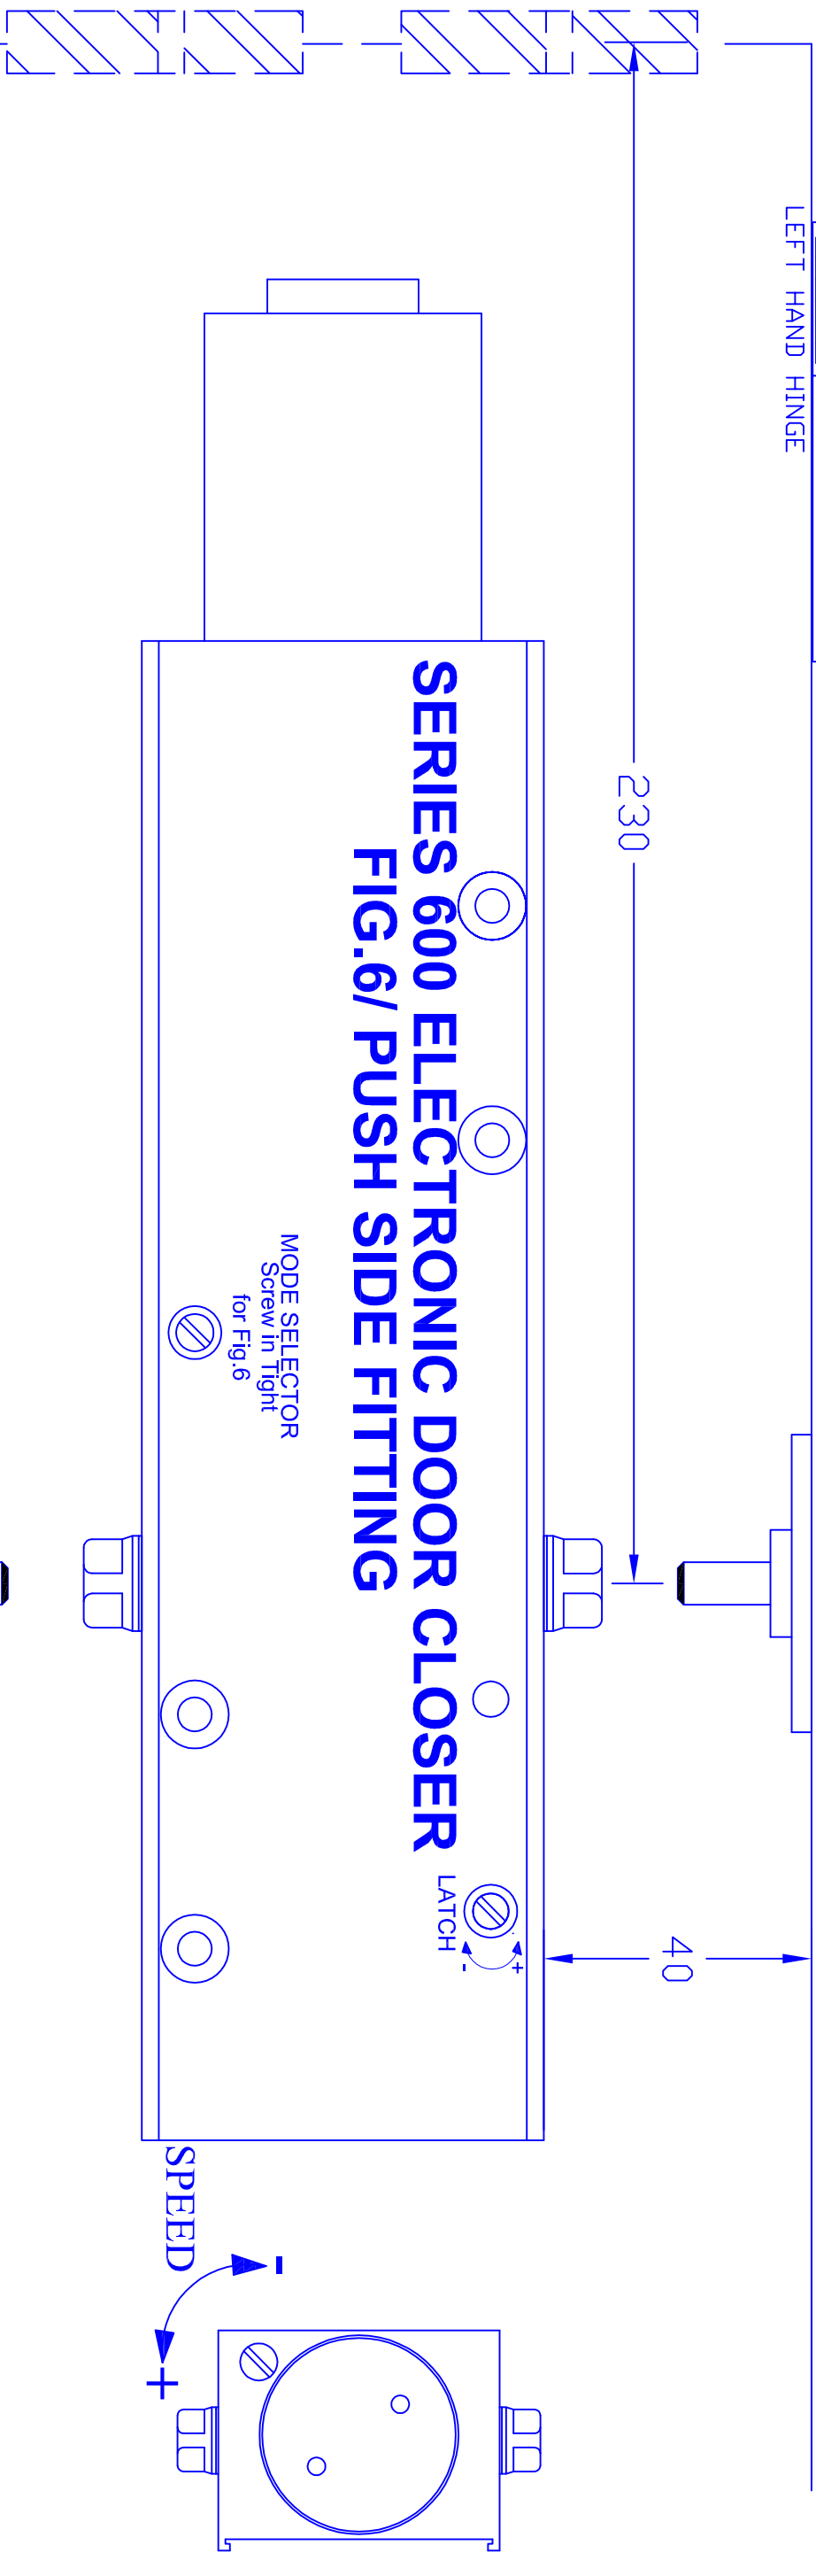 LEFT HAND HINGE
230
SERIES 600 ELECTRONIC DOOR CLOSER
FIG.6/ PUSH SIDE FITTING
MODE SELECTOR
Screw in Tight
for Fig.6
40
LATCH
+
-
SPEED
-
+